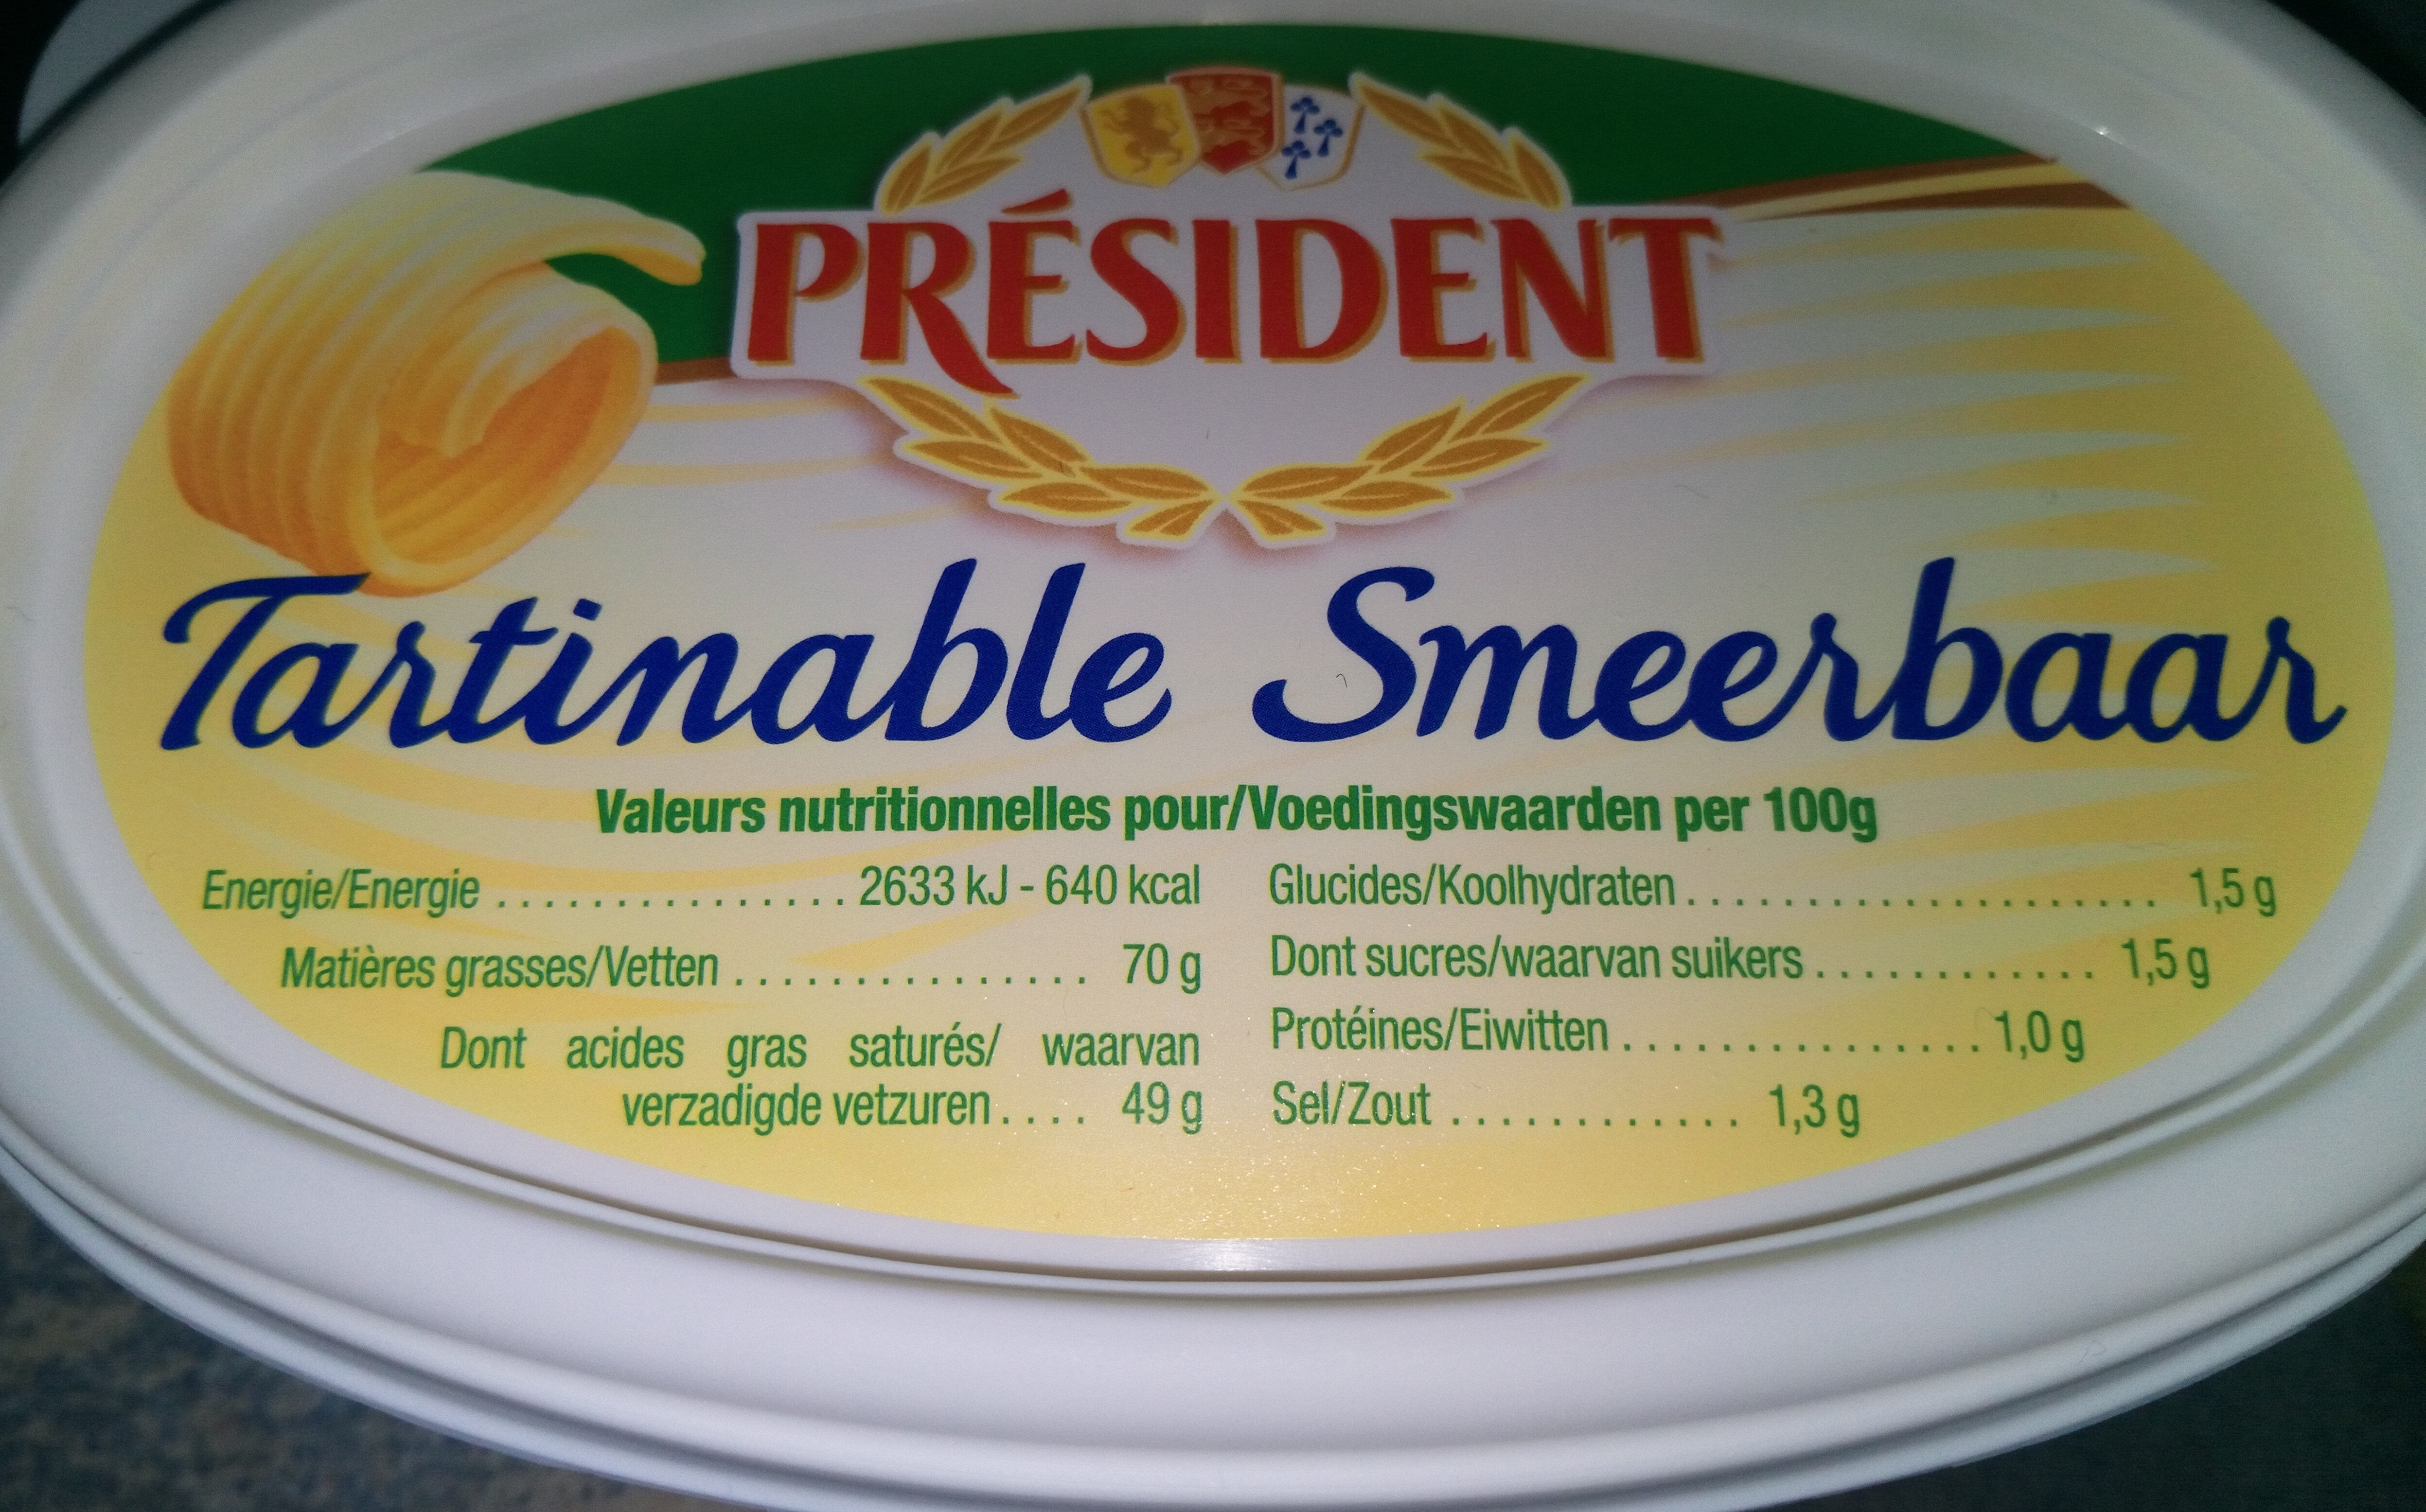 PRÉSIDENT
Tartinable Smeerbaar
Valeurs nutritionnelles pour/Voedingswaarden per 100g
Energie/Energie ............... 2633 kJ - 640 kcal
Matières grasses/Vetten ............... 70 g
Dont acides gras saturés/ waarvan
verzadigde vetzuren.... 49 g
Glucides/Koolhydraten.................... 1,5 g
Dont sucres/waarvan suikers ............ 1,5 g
Protéines/Eiwitten ............... 1,0 g
Sel/Zout ............ 1,3 g